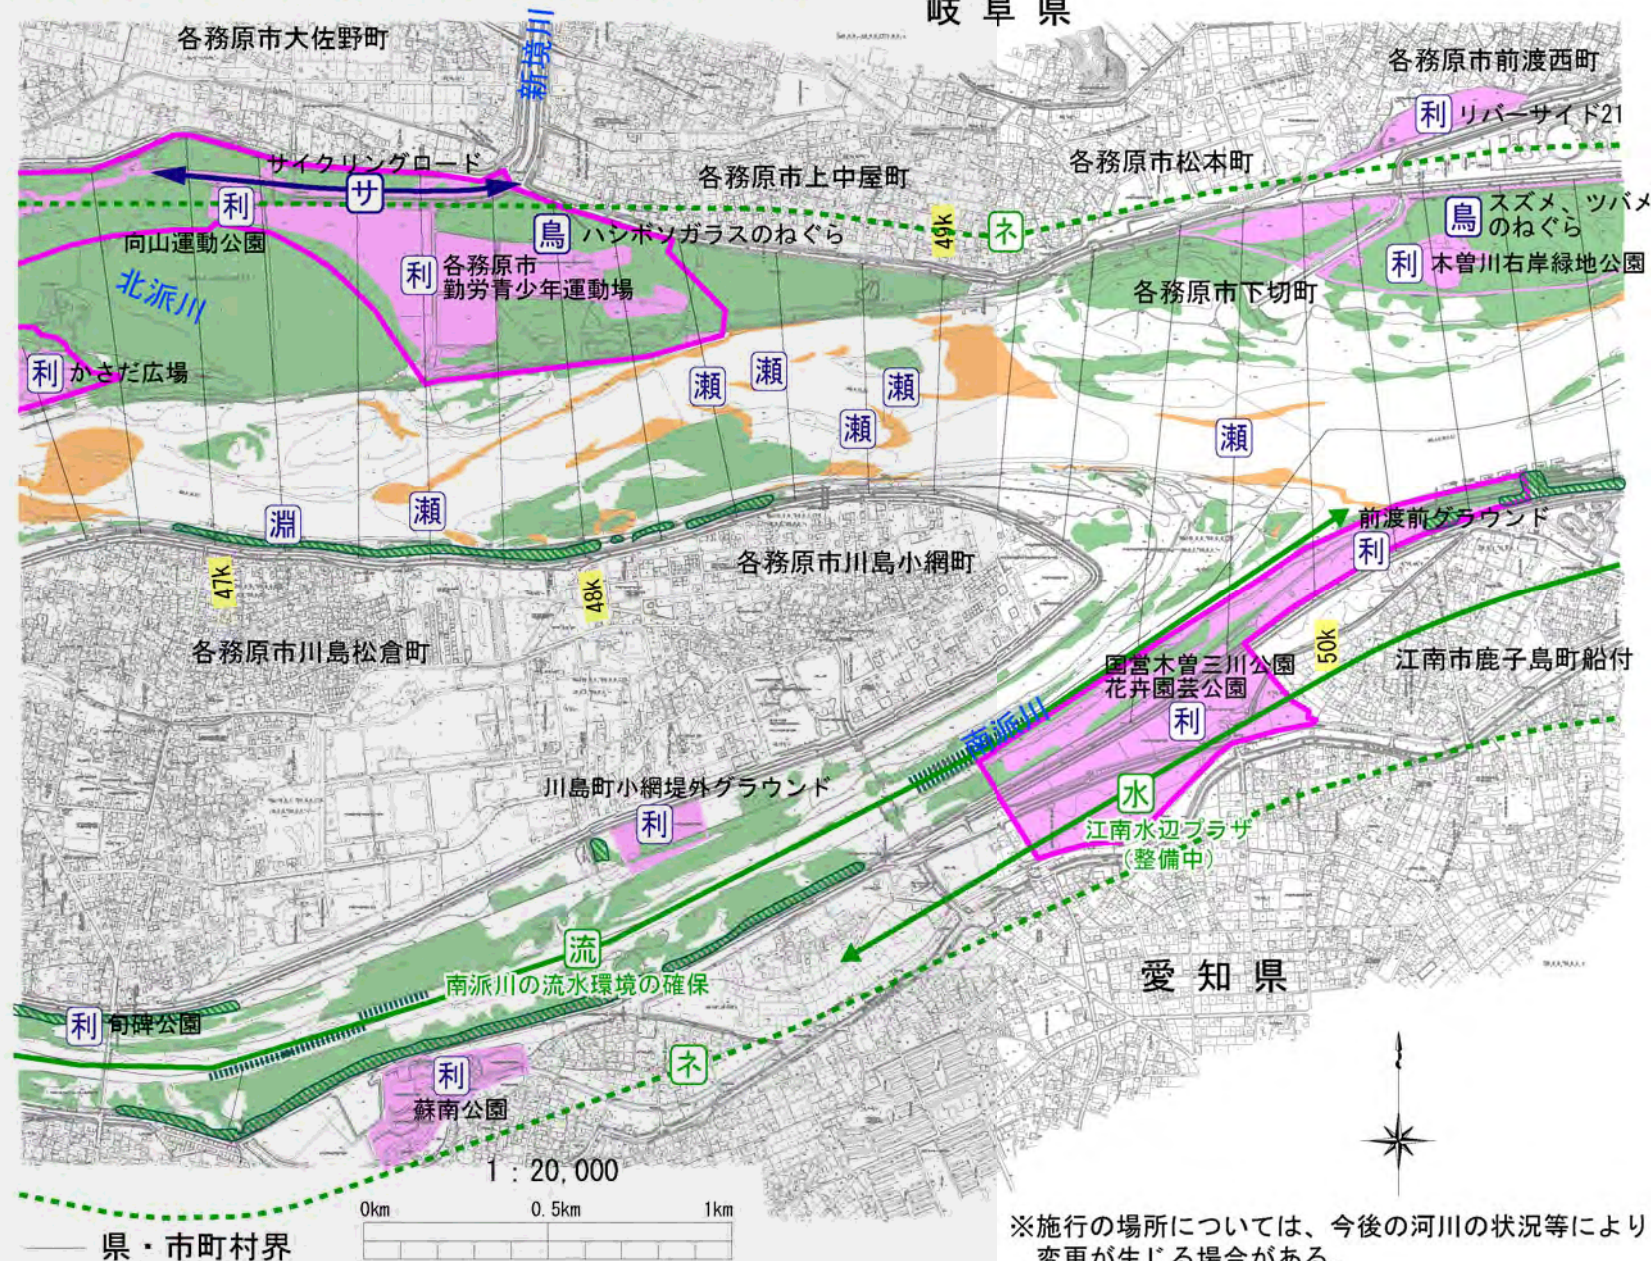 岐阜県
各務原市大佐野町
新境川
各務原市前渡西町
利 リバーサイド21
サイクリングロード
サ
各務原市上中屋町
各務原市松本町
利
向山運動公園
鳥 ハシボソガラスのねぐら
49k
ネ
鳥 スズメ、ツバメ
のねぐら
利 各務原市
勤労青少年運動場
利 木曽川右岸緑地公園
北派川
各務原市下切町
利 かさだ広場
瀬
瀬
瀬
瀬
瀬
瀬
淵
前渡前グラウンド
利
47k
48k
各務原市川島小網町
各務原市川島松倉町
50k
江南市鹿子島町船付
国営木曽三川公園
花卉園芸公園
利
南派川
川島町小網堤外グラウンド
利
水
江南水辺プラザ
(整備中)
流
南派川の流水環境の確保
愛知県
利 旬碑公園
ネ
利
蘇南公園
1 : 20,000
0km 0.5km 1km
県・市町村界
※施行の場所については、今後の河川の状況等により
変更が生じる場合がある